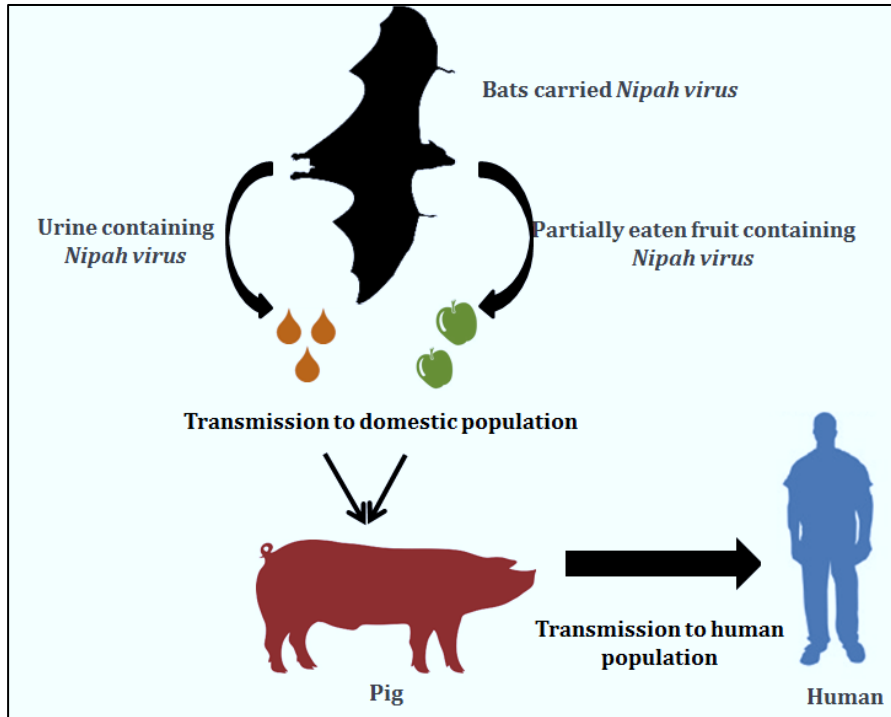 Bats carried Nipah virus
Urine containing
Nipah virus
Partially eaten fruit containing
Nipah virus
Transmission to domestic population
Transmission to human
population
Pig
Human